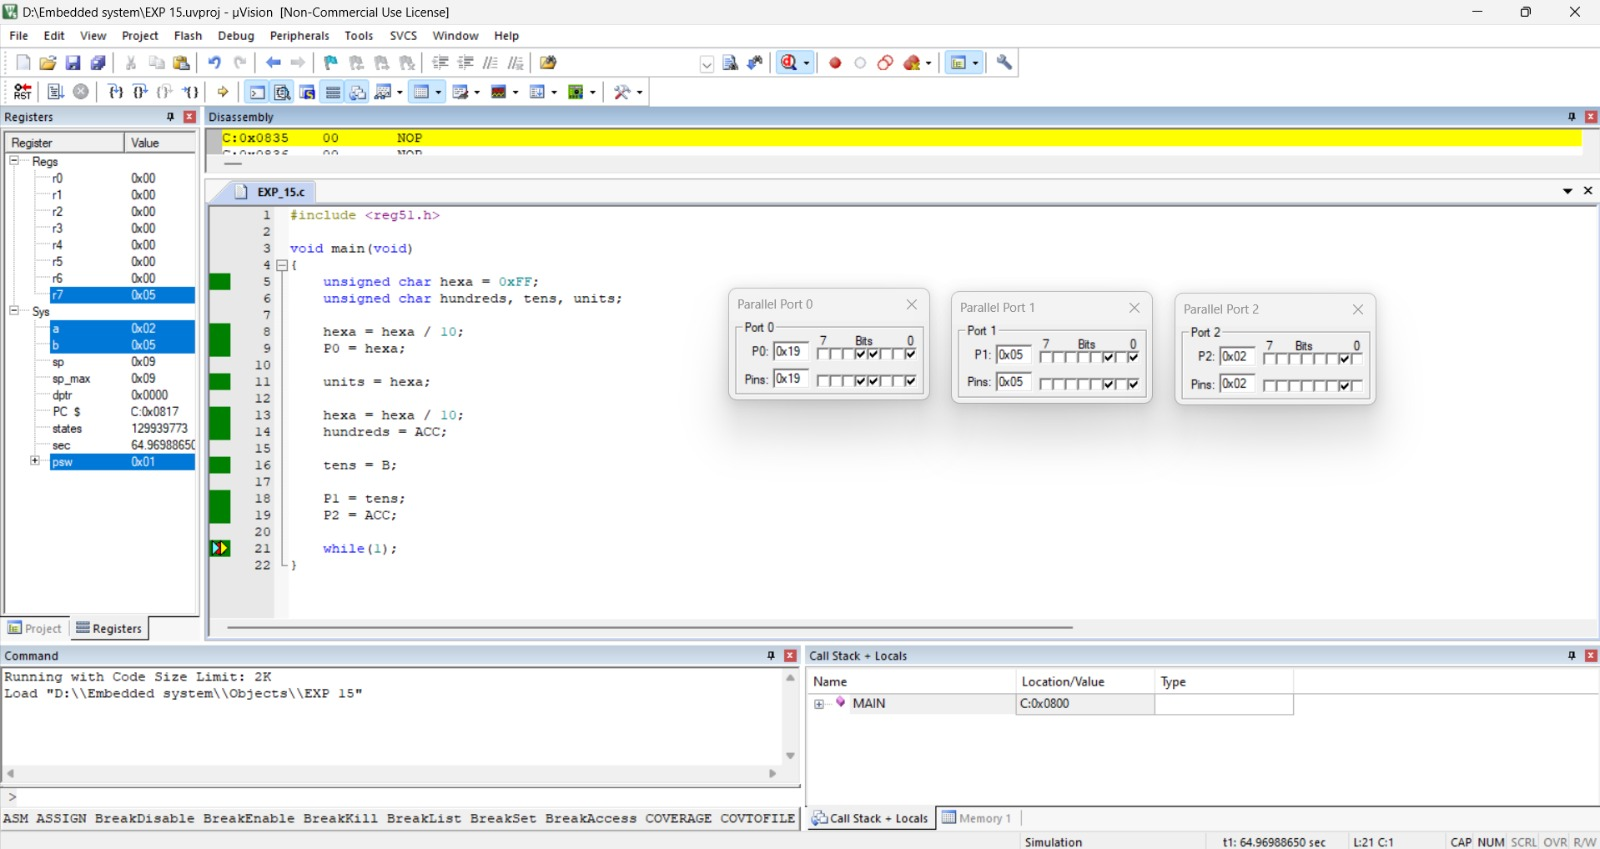 D:\Embedded system\EXP 15.uvproj - µVision [Non-Commercial Use License]
File Edit View Project Flash Debug Peripherals Tools SVCS Window Help
RST
Registers
Register Value
Regs
r0 0x00
r1 0x00
r2 0x00
r3 0x00
r4 0x00
r5 0x00
r6 0x00
r7 0x05
Sys
a 0x02
b 0x05
sp 0x09
sp_max 0x09
dptr 0x0000
PC $ C:0x0817
states 129939773
sec 64.96988650
psw 0x01
Project Registers
Disassembly
C:0x0835 00 NOP
C:0x0836 00 NOP
EXP_15.c
1 #include <reg51.h>
2
3 void main(void)
4 {
5 unsigned char hexa = 0xFF;
6 unsigned char hundreds, tens, units;
7
8 hexa = hexa / 10;
9 P0 = hexa;
10
11 units = hexa;
12
13 hexa = hexa / 10;
14 hundreds = ACC;
15
16 tens = B;
17
18 P1 = tens;
19 P2 = ACC;
20
21 while(1);
22 }
Parallel Port 0
Port 0
7 Bits 0
P0: 0x19
Pins: 0x19
Parallel Port 1
Port 1
7 Bits 0
P1: 0x05
Pins: 0x05
Parallel Port 2
Port 2
7 Bits 0
P2: 0x02
Pins: 0x02
Command
Running with Code Size Limit: 2K
Load "D:\\Embedded system\\Objects\\EXP 15"
>
ASM ASSIGN BreakDisable BreakEnable BreakKill BreakList BreakSet BreakAccess COVERAGE COVTOFILE
Call Stack + Locals
Name Location/Value Type
MAIN C:0x0800
Call Stack + Locals Memory 1
Simulation t1: 64.96988650 sec L:21 C:1 CAP NUM SCRL OVR R/W